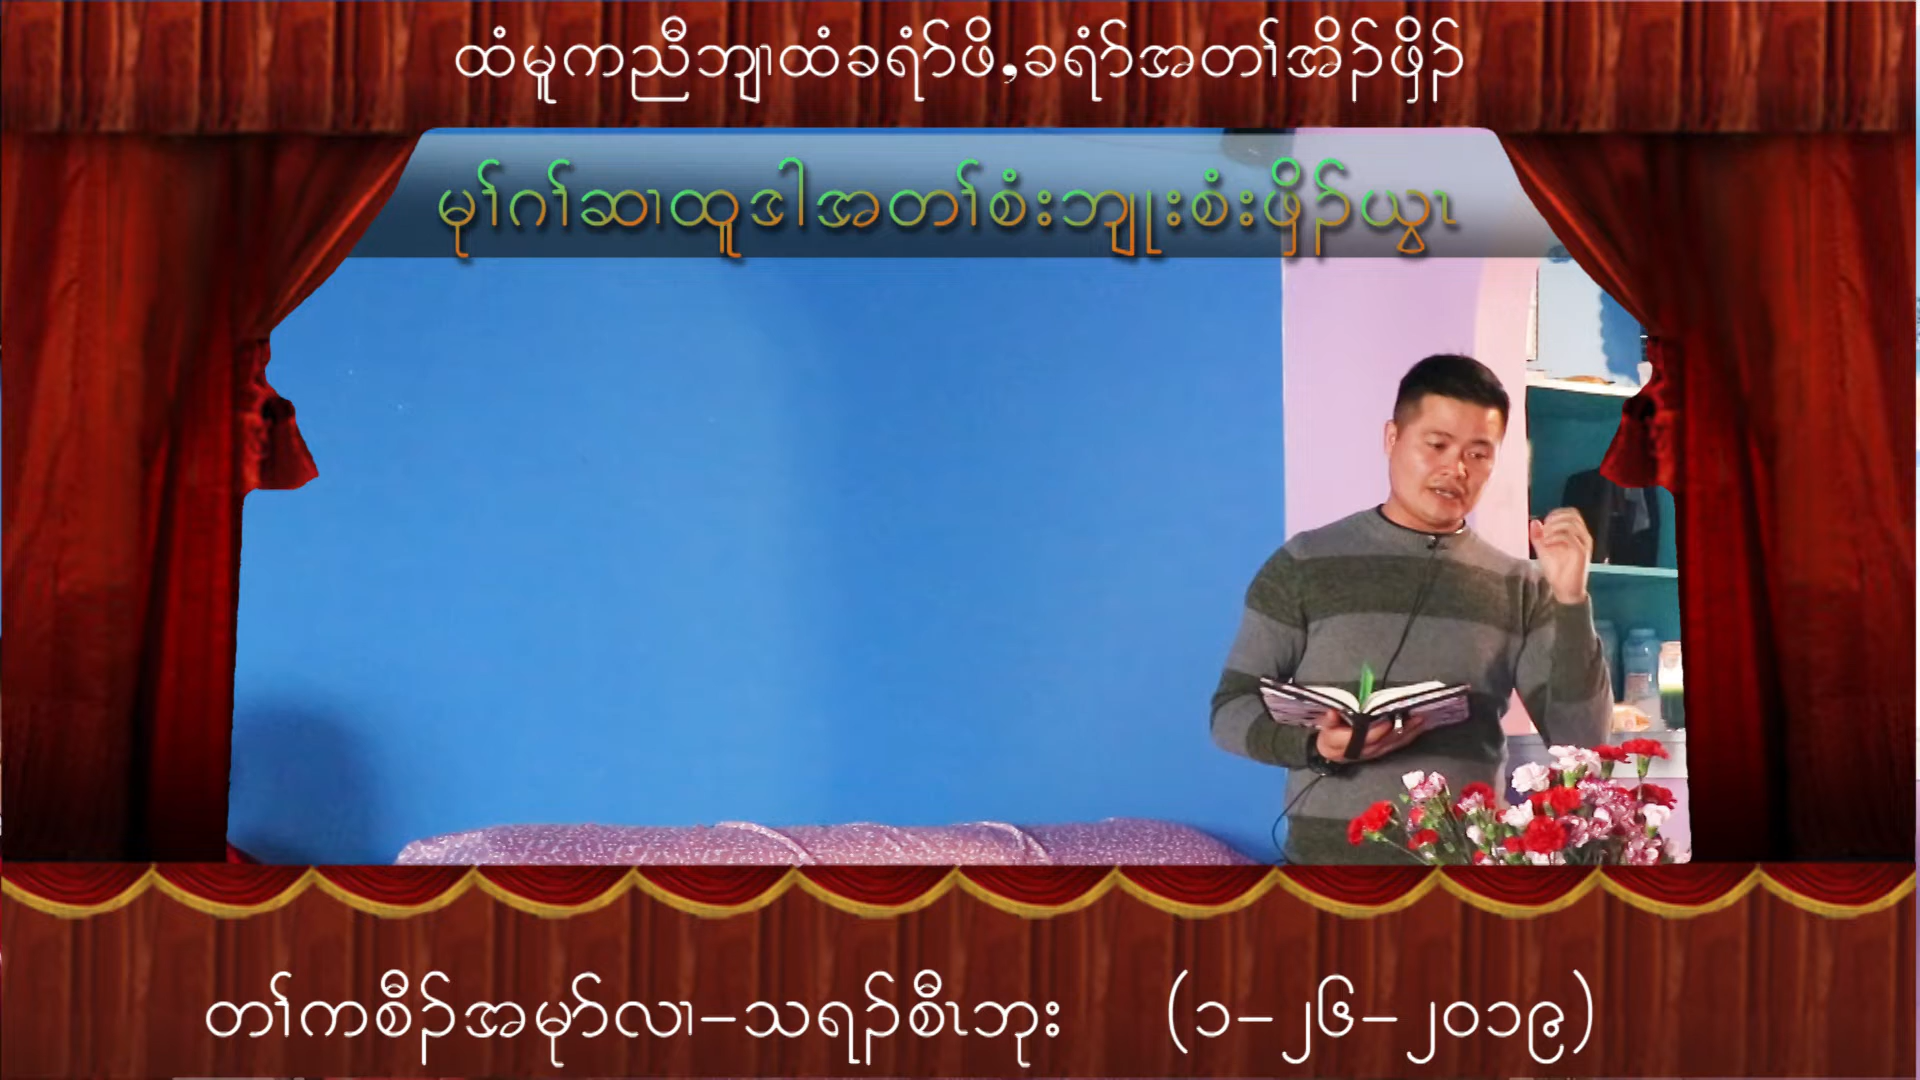 ထံမူကညီဘျၢထံခရံာ်ဖိ,ခရံာ်အတၢ်အိၣ်ဖှိၣ်
မုၢ်ဂၢ်ဆၢထူဒါအတၢ်စံးဘျုးစံးဖှိၣ်ယွၤ
တၢ်ကစီၣ်အမုာ်လၢ-သရၣ်စီၤဘုး (၁-၂၆-၂၀၁၉)